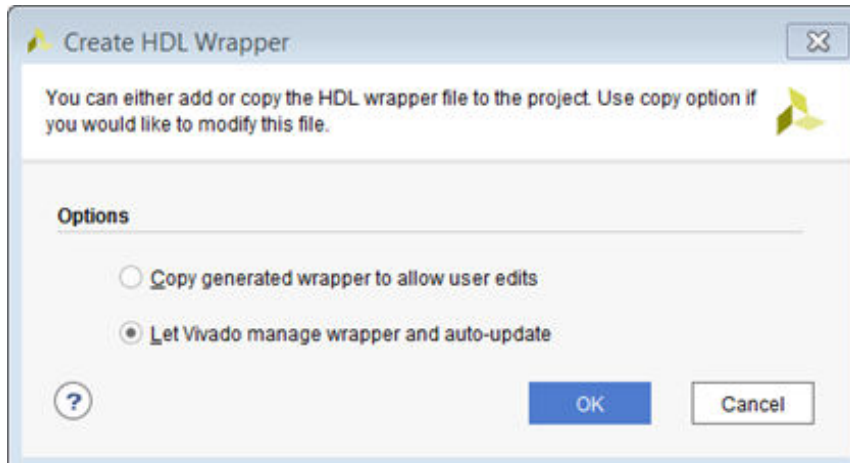 Create HDL Wrapper
You can either add or copy the HDL wrapper file to the project. Use copy option if
you would like to modify this file.
Options
Copy generated wrapper to allow user edits
Let Vivado manage wrapper and auto-update
?
OK
Cancel